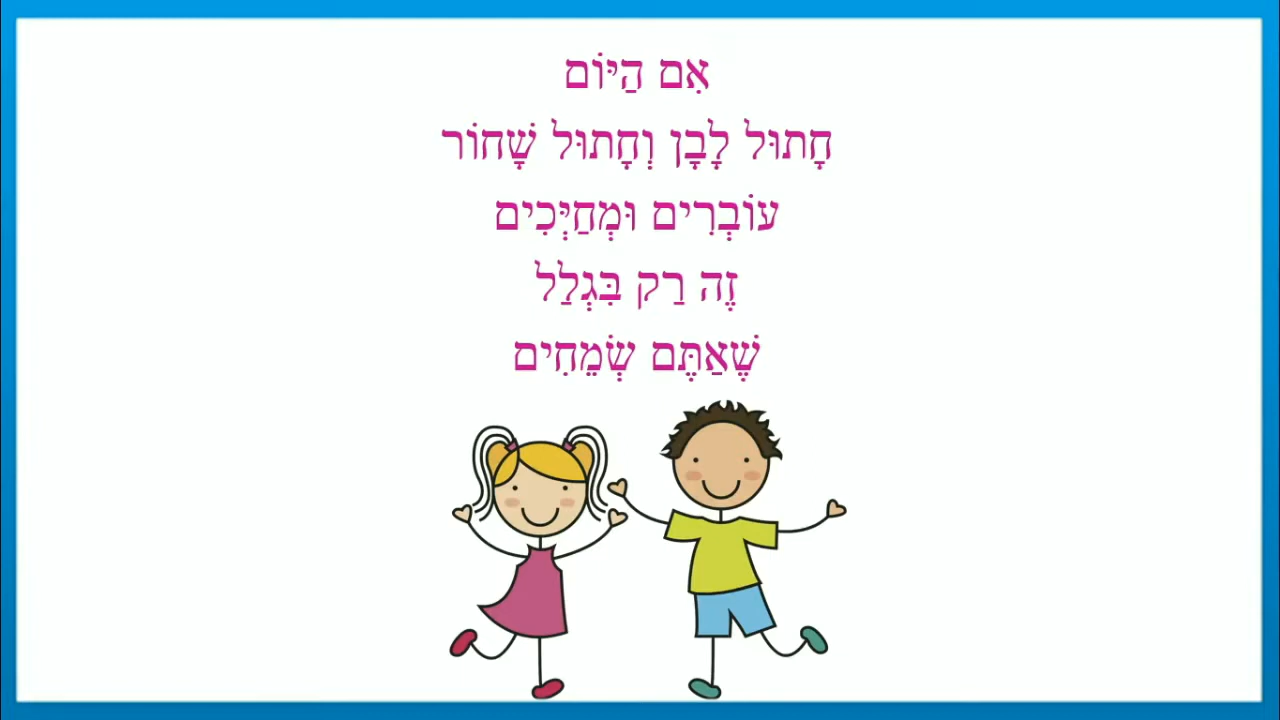 אִם הַיּוֹם
חָתוּל לָבָן וְחָתוּל שָׁחוֹר
עוֹבְרִים וּמְחַיְּכִים
זֶה רַק בִּגְלַל
שֶׁאַתֶּם שְׂמֵחִים